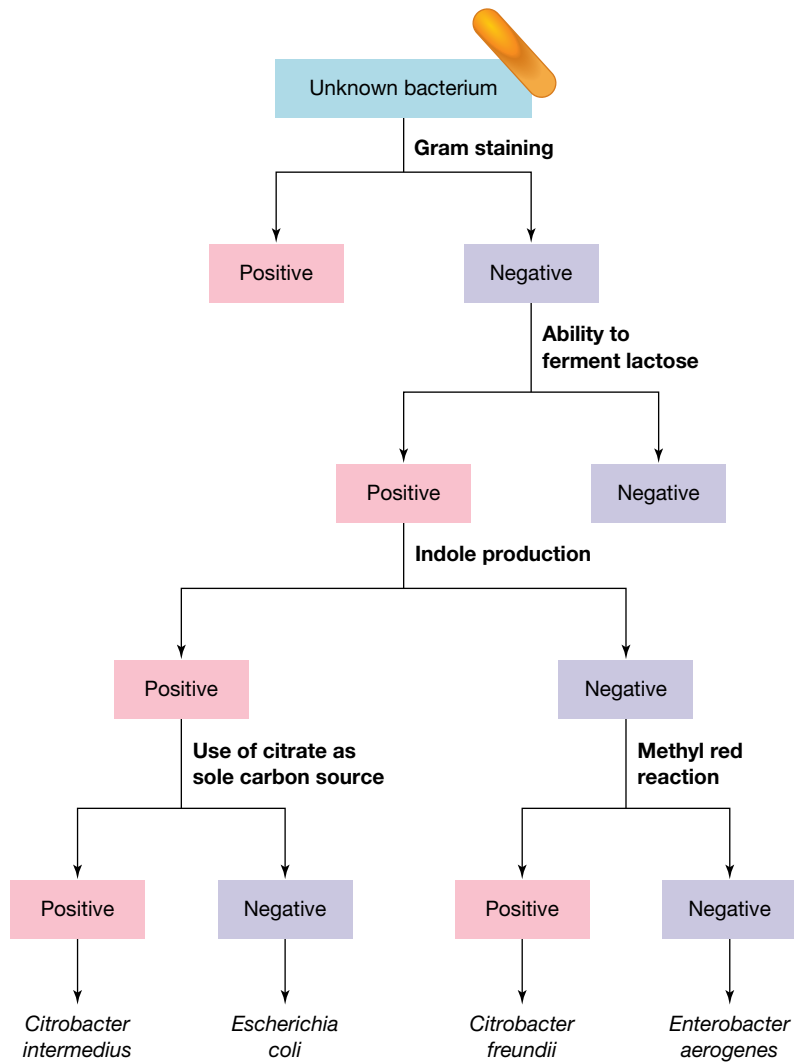 Unknown bacterium
Gram staining
Positive
Negative
Ability to
ferment lactose
Positive
Negative
Indole production
Positive
Negative
Use of citrate as
sole carbon source
Methyl red
reaction
Positive
Negative
Positive
Negative
Citrobacter
intermedius
Escherichia
coli
Citrobacter
freundii
Enterobacter
aerogenes